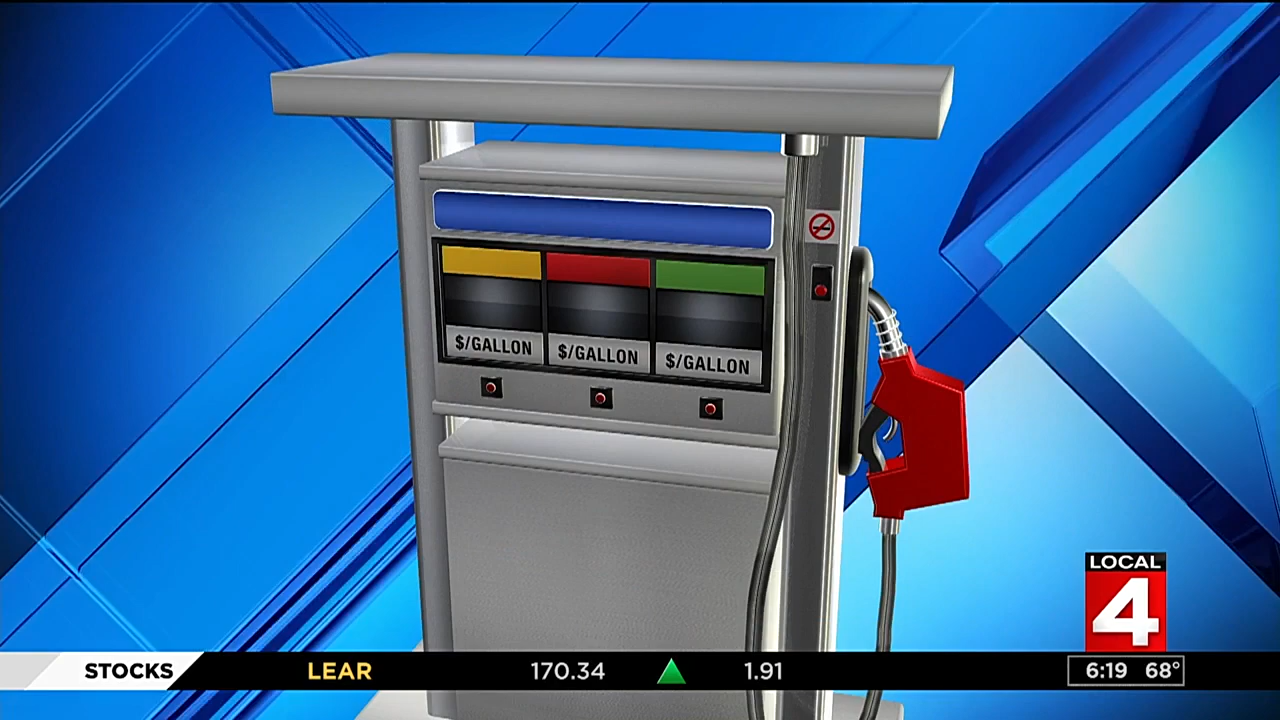 $/GALLON
$/GALLON
$/GALLON
LOCAL
4
STOCKS LEAR 170.34 1.91 6:19 68°